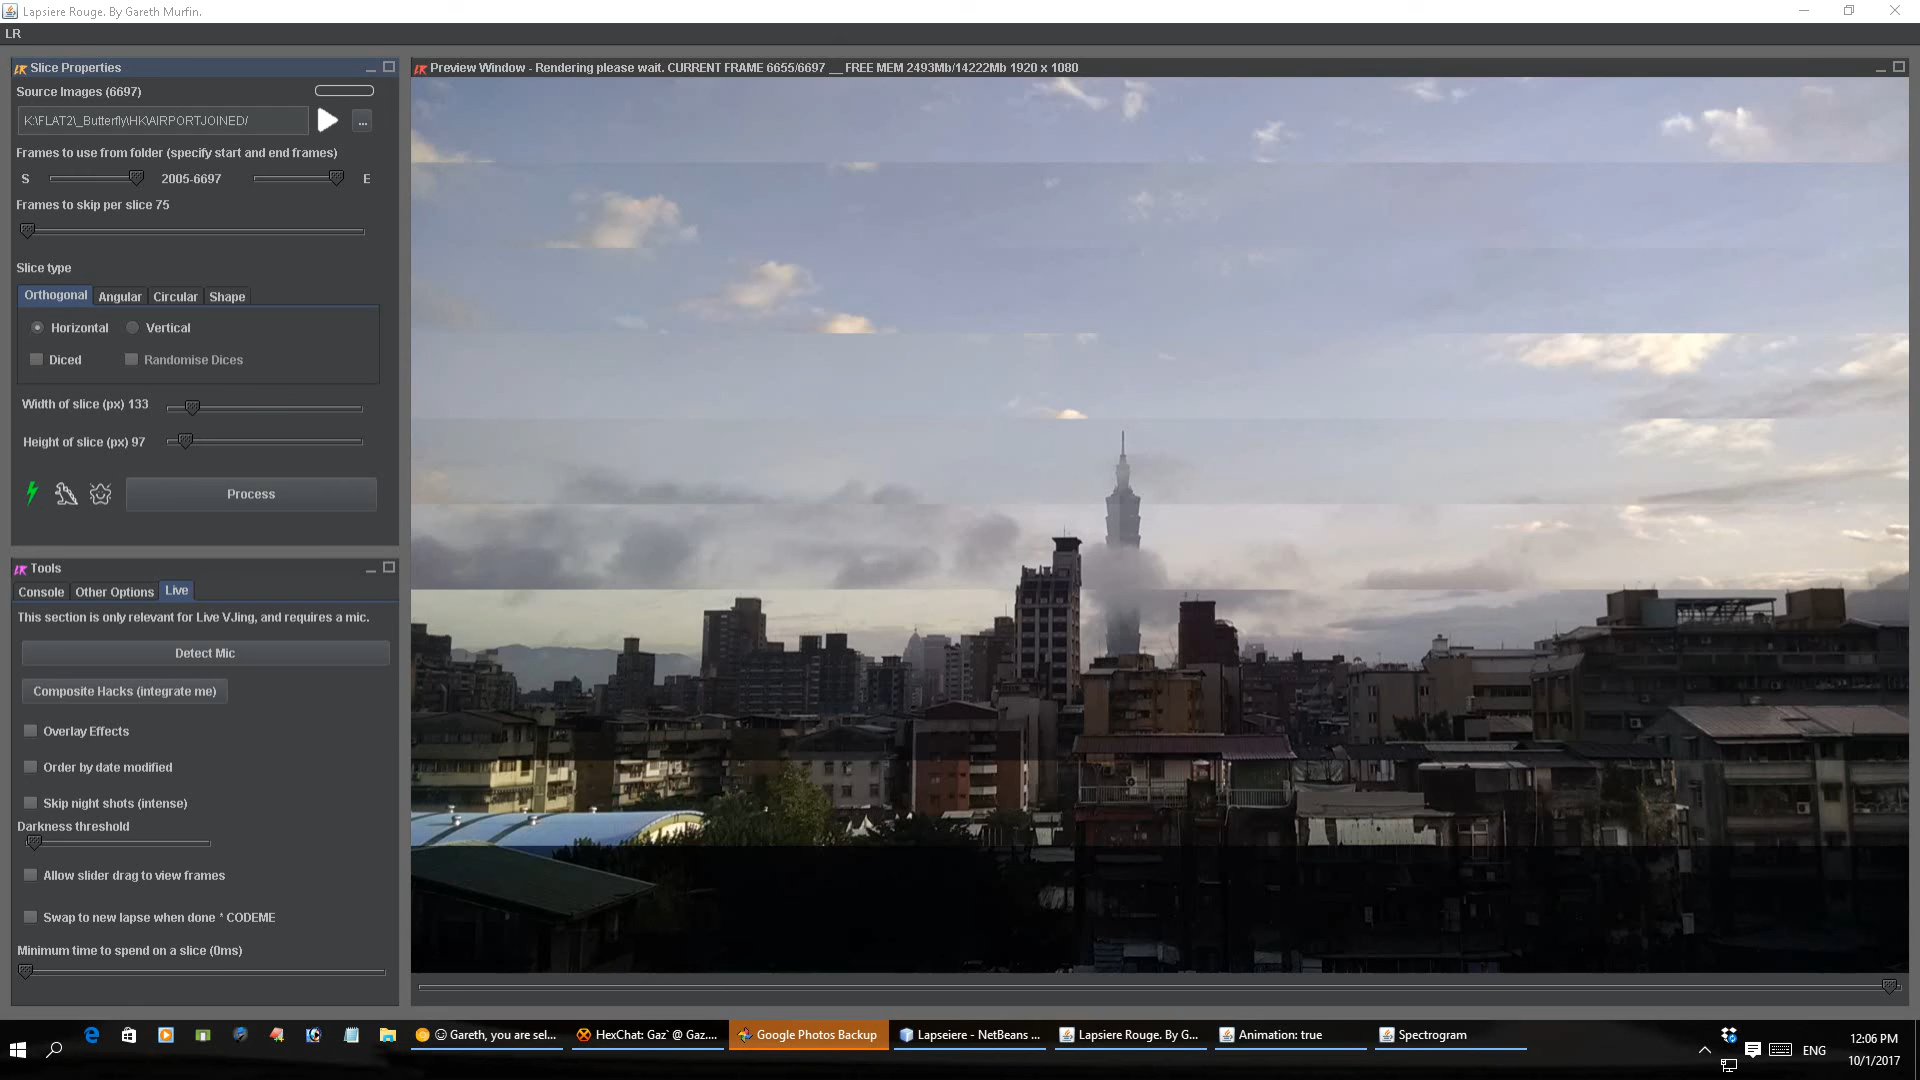 Lapsiere Rouge. By Gareth Murfin.
LR
Slice Properties
Source Images (6697)
K:\FLAT2\_Butterfly\HK\AIRPORTJOINED/
...
Frames to use from folder (specify start and end frames)
S 2005-6697 E
Frames to skip per slice 75
Slice type
Orthogonal Angular Circular Shape
Horizontal Vertical
Diced Randomise Dices
Width of slice (px) 133
Height of slice (px) 97
Process
Tools
Console Other Options Live
This section is only relevant for Live VJing, and requires a mic.
Detect Mic
Composite Hacks (integrate me)
Overlay Effects
Order by date modified
Skip night shots (intense)
Darkness threshold
Allow slider drag to view frames
Swap to new lapse when done * CODEME
Minimum time to spend on a slice (0ms)
Preview Window - Rendering please wait. CURRENT FRAME 6655/6697 __ FREE MEM 2493Mb/14222Mb 1920 x 1080
Gareth, you are sel...
HexChat: Gaz` @ Gaz....
Google Photos Backup
Lapseiere - NetBeans ...
Lapsiere Rouge. By G...
Animation: true
Spectrogram
ENG
12:06 PM
10/1/2017